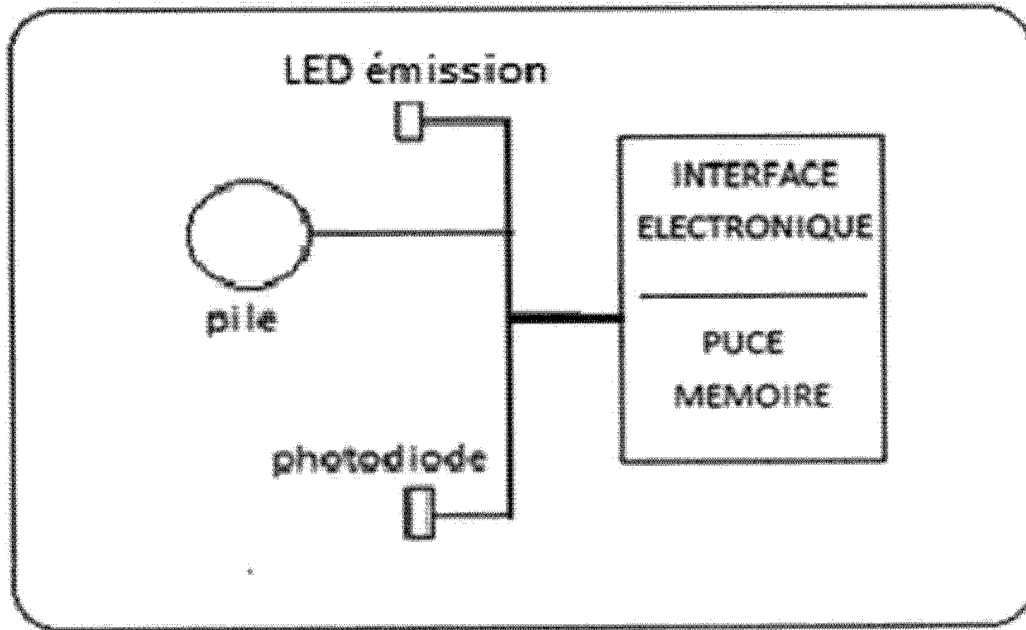 LED émission
INTERFACE
ELECTRONIQUE
pile
PUCE
MEMOIRE
photodiode